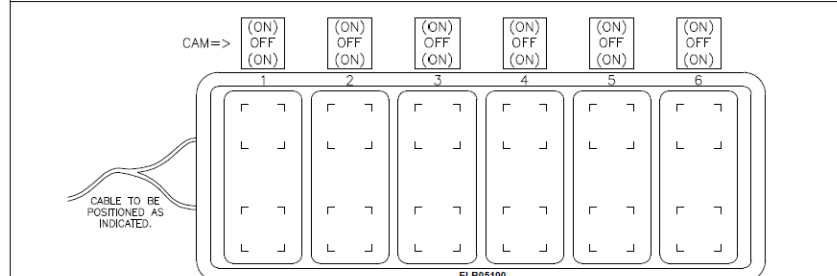 (ON) (ON) (ON) (ON) (ON) (ON)
CAM=> OFF OFF OFF OFF OFF OFF
(ON) (ON) (ON) (ON) (ON) (ON)
1 2 3 4 5 6
CABLE TO BE
POSITIONED AS
INDICATED.